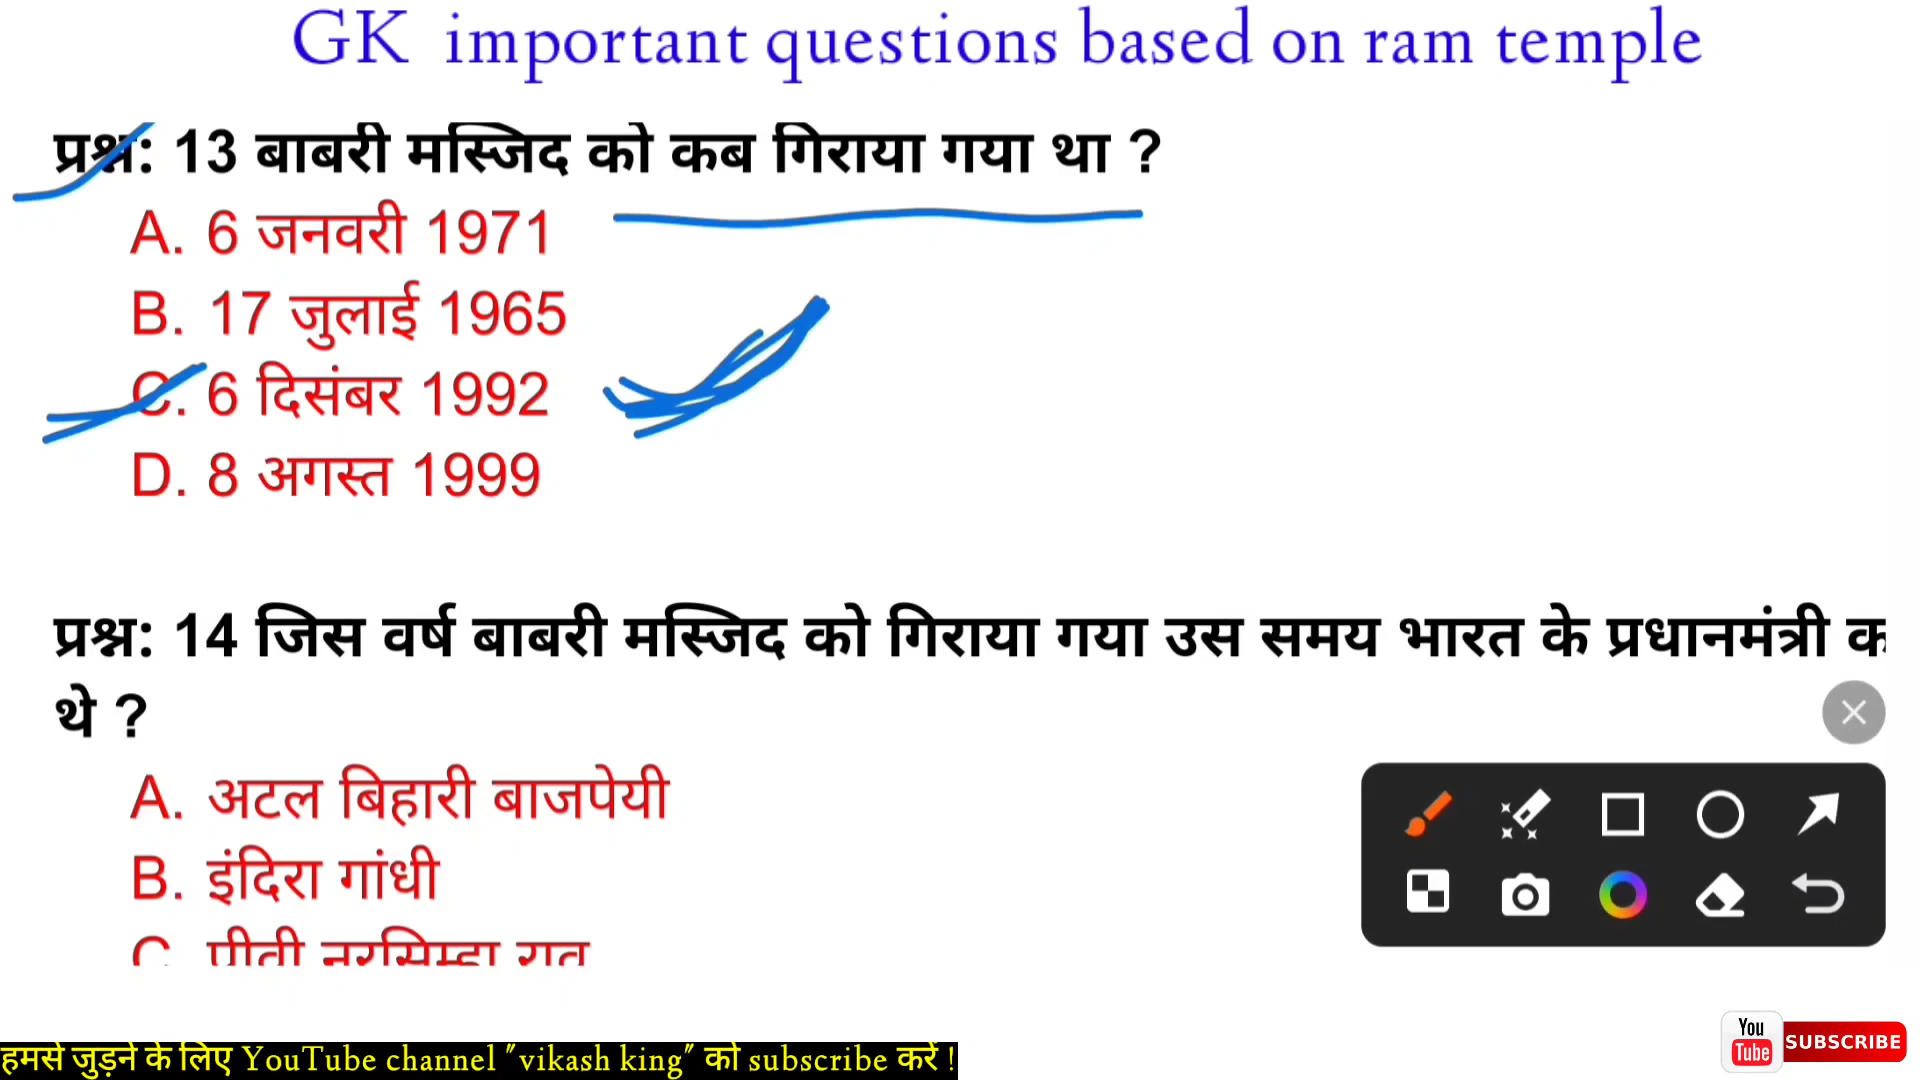 GK important questions based on ram temple
प्रश्न: 13 बाबरी मस्जिद को कब गिराया गया था ?
A. 6 जनवरी 1971
B. 17 जुलाई 1965
C. 6 दिसंबर 1992
D. 8 अगस्त 1999
प्रश्न: 14 जिस वर्ष बाबरी मस्जिद को गिराया गया उस समय भारत के प्रधानमंत्री
थे ?
A. अटल बिहारी बाजपेयी
B. इंदिरा गांधी
C पीवी नरसिम्हा राव
हमसे जुड़ने के लिए YouTube channel "vikash king" को subscribe करें !
You
Tube
SUBSCRIBE